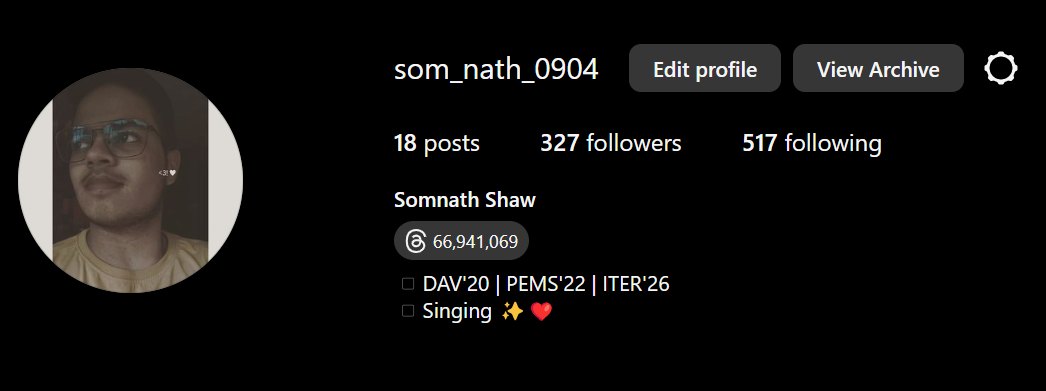 som_nath_0904 Edit profile View Archive
18 posts 327 followers 517 following
Somnath Shaw
66,941,069
DAV'20 | PEMS'22 | ITER'26
Singing ✨ ❤️
<3! 🤍